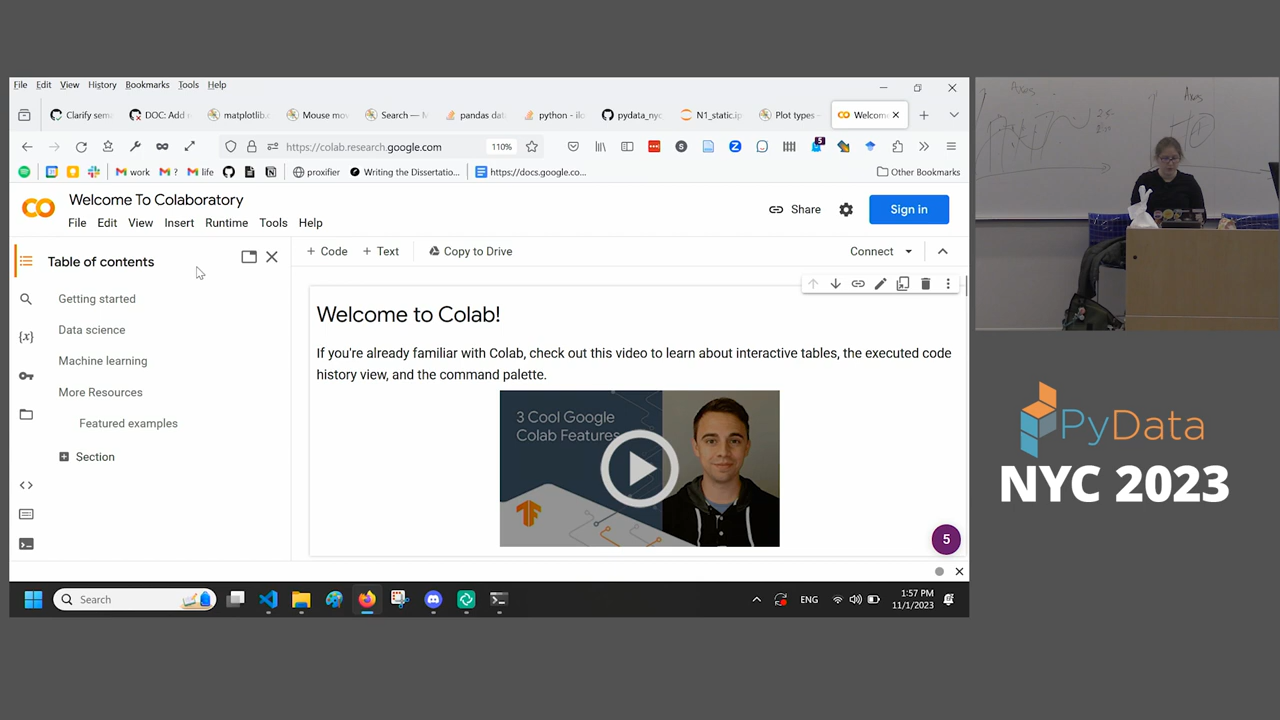 File Edit View History Bookmarks Tools Help
Clarify sem
DOC: Add n
matplotlib.c
Mouse mov
Search — M
pandas dat
python - ilo
pydata_nyc
N1_static.ip
Plot types —
Welcom
https://colab.research.google.com
110%
5
work
?
life
proxifier
Writing the Dissertatio...
https://docs.google.co...
Other Bookmarks
Welcome To Colaboratory
File Edit View Insert Runtime Tools Help
Share
Sign in
Table of contents
Getting started
Data science
Machine learning
More Resources
Featured examples
Section
+ Code + Text
Copy to Drive
Connect
Welcome to Colab!
If you're already familiar with Colab, check out this video to learn about interactive tables, the executed code
history view, and the command palette.
3 Cool Google
Colab Features
5
Search
ENG
1:57 PM
11/1/2023
Axes
Axes
PyData
NYC 2023